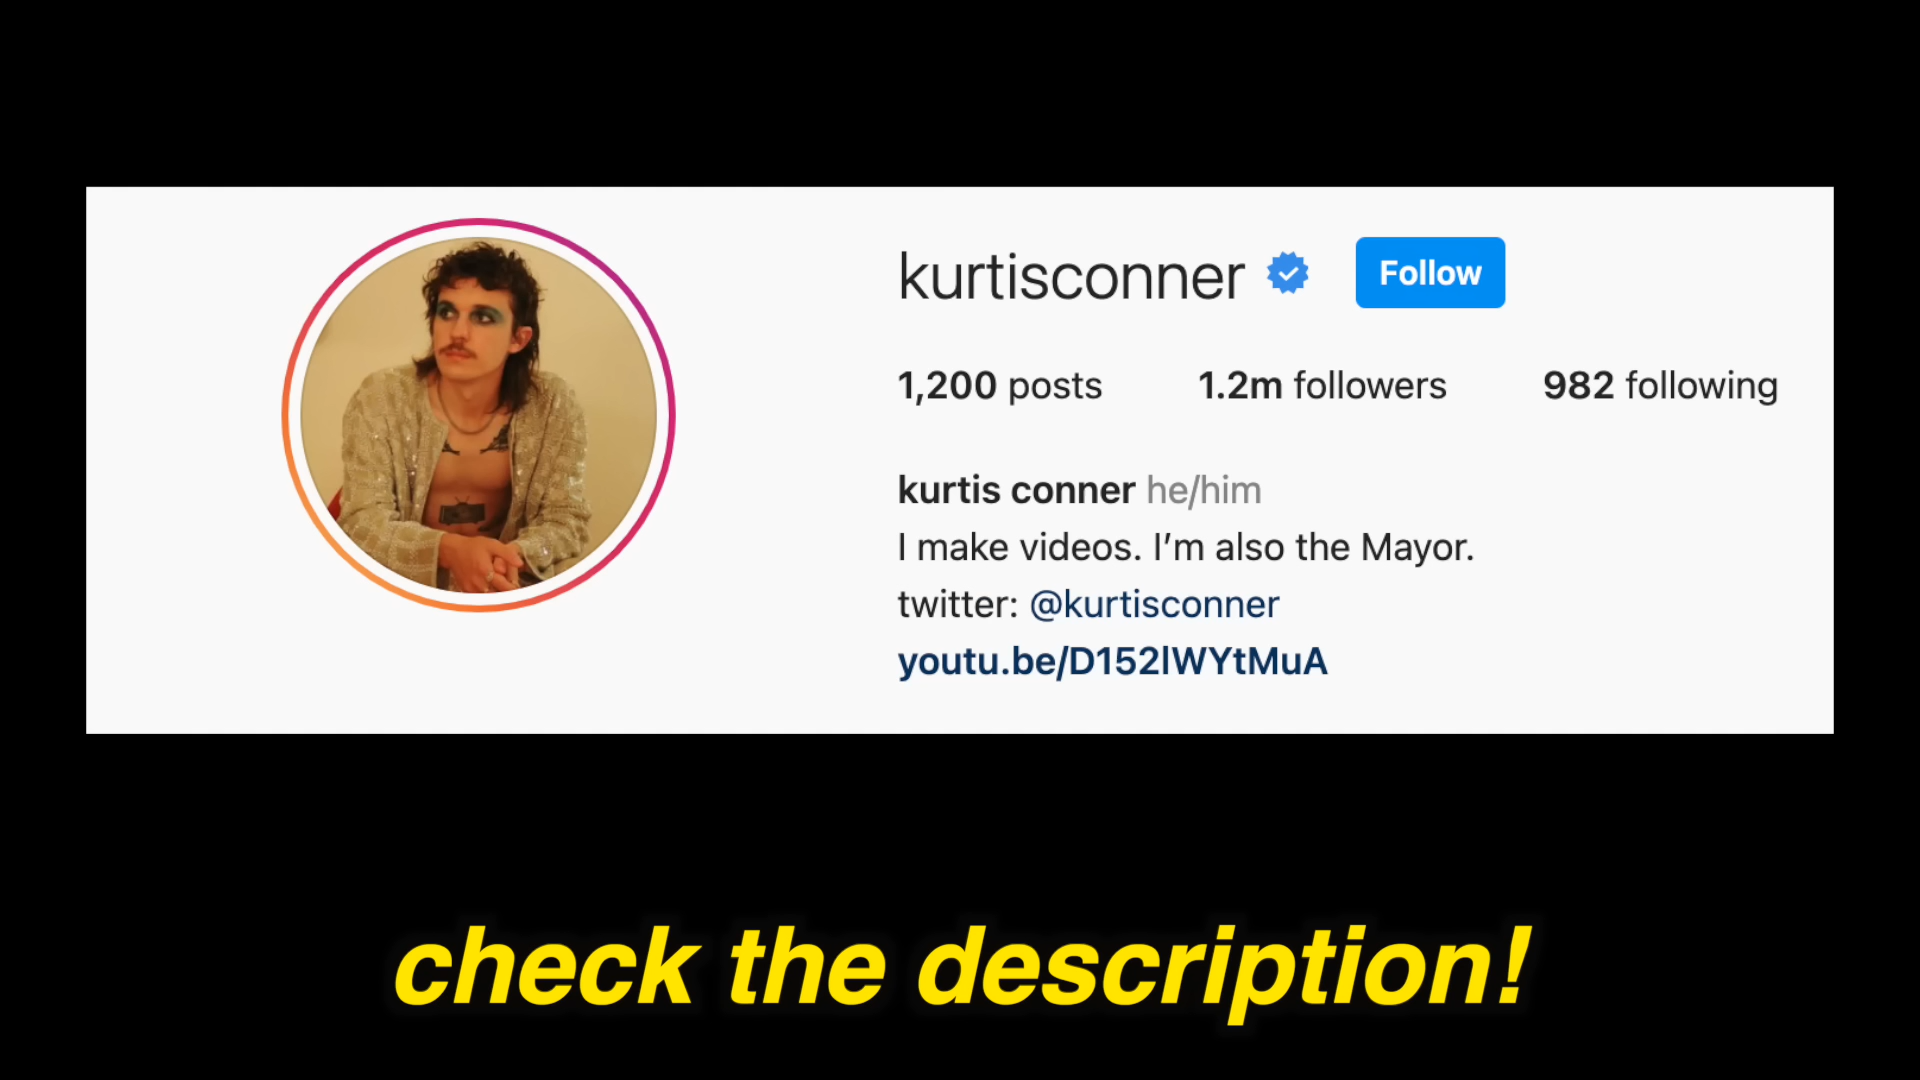 kurtisconner Follow
1,200 posts 1.2m followers 982 following
kurtis conner he/him
I make videos. I’m also the Mayor.
twitter: @kurtisconner
youtu.be/D152lWYtMuA
check the description!